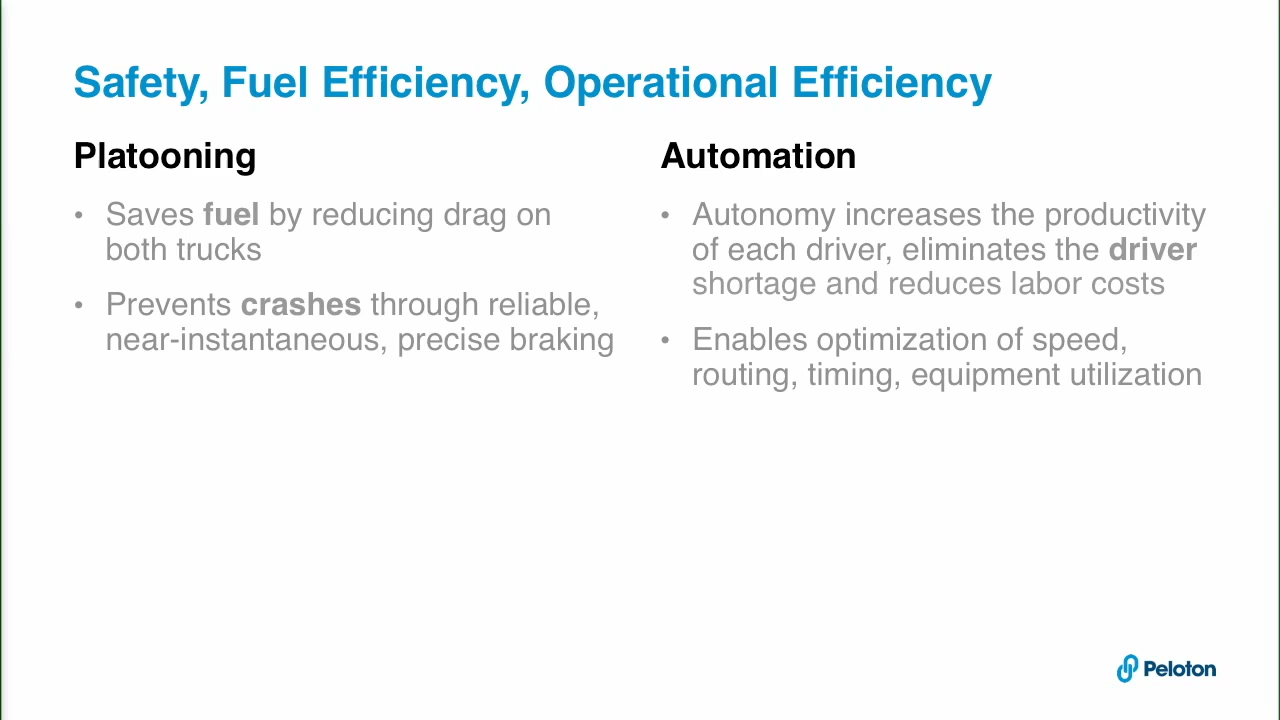 Safety, Fuel Efficiency, Operational Efficiency
Platooning
• Saves fuel by reducing drag on
both trucks
• Prevents crashes through reliable,
near-instantaneous, precise braking
Automation
• Autonomy increases the productivity
of each driver, eliminates the driver
shortage and reduces labor costs
• Enables optimization of speed,
routing, timing, equipment utilization
Peloton